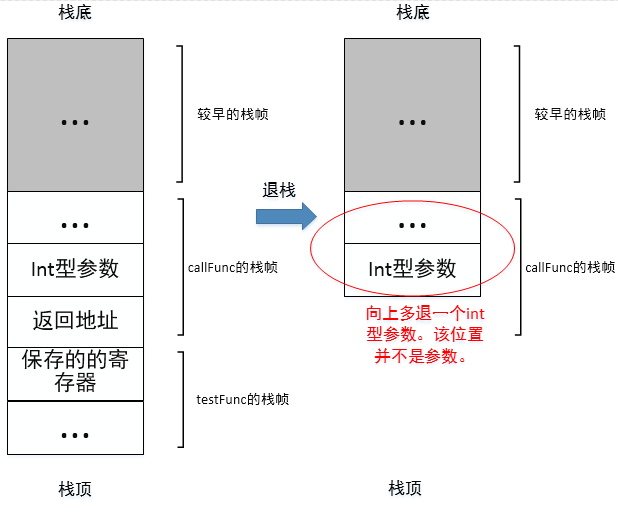 栈底
栈底
...
较早的栈帧
...
较早的栈帧
退栈
...
...
Int型参数
callFunc的栈帧
Int型参数
callFunc的栈帧
返回地址
向上多退一个int
型参数。该位置
并不是参数。
保存的的寄
存器
testFunc的栈帧
...
栈顶
栈顶